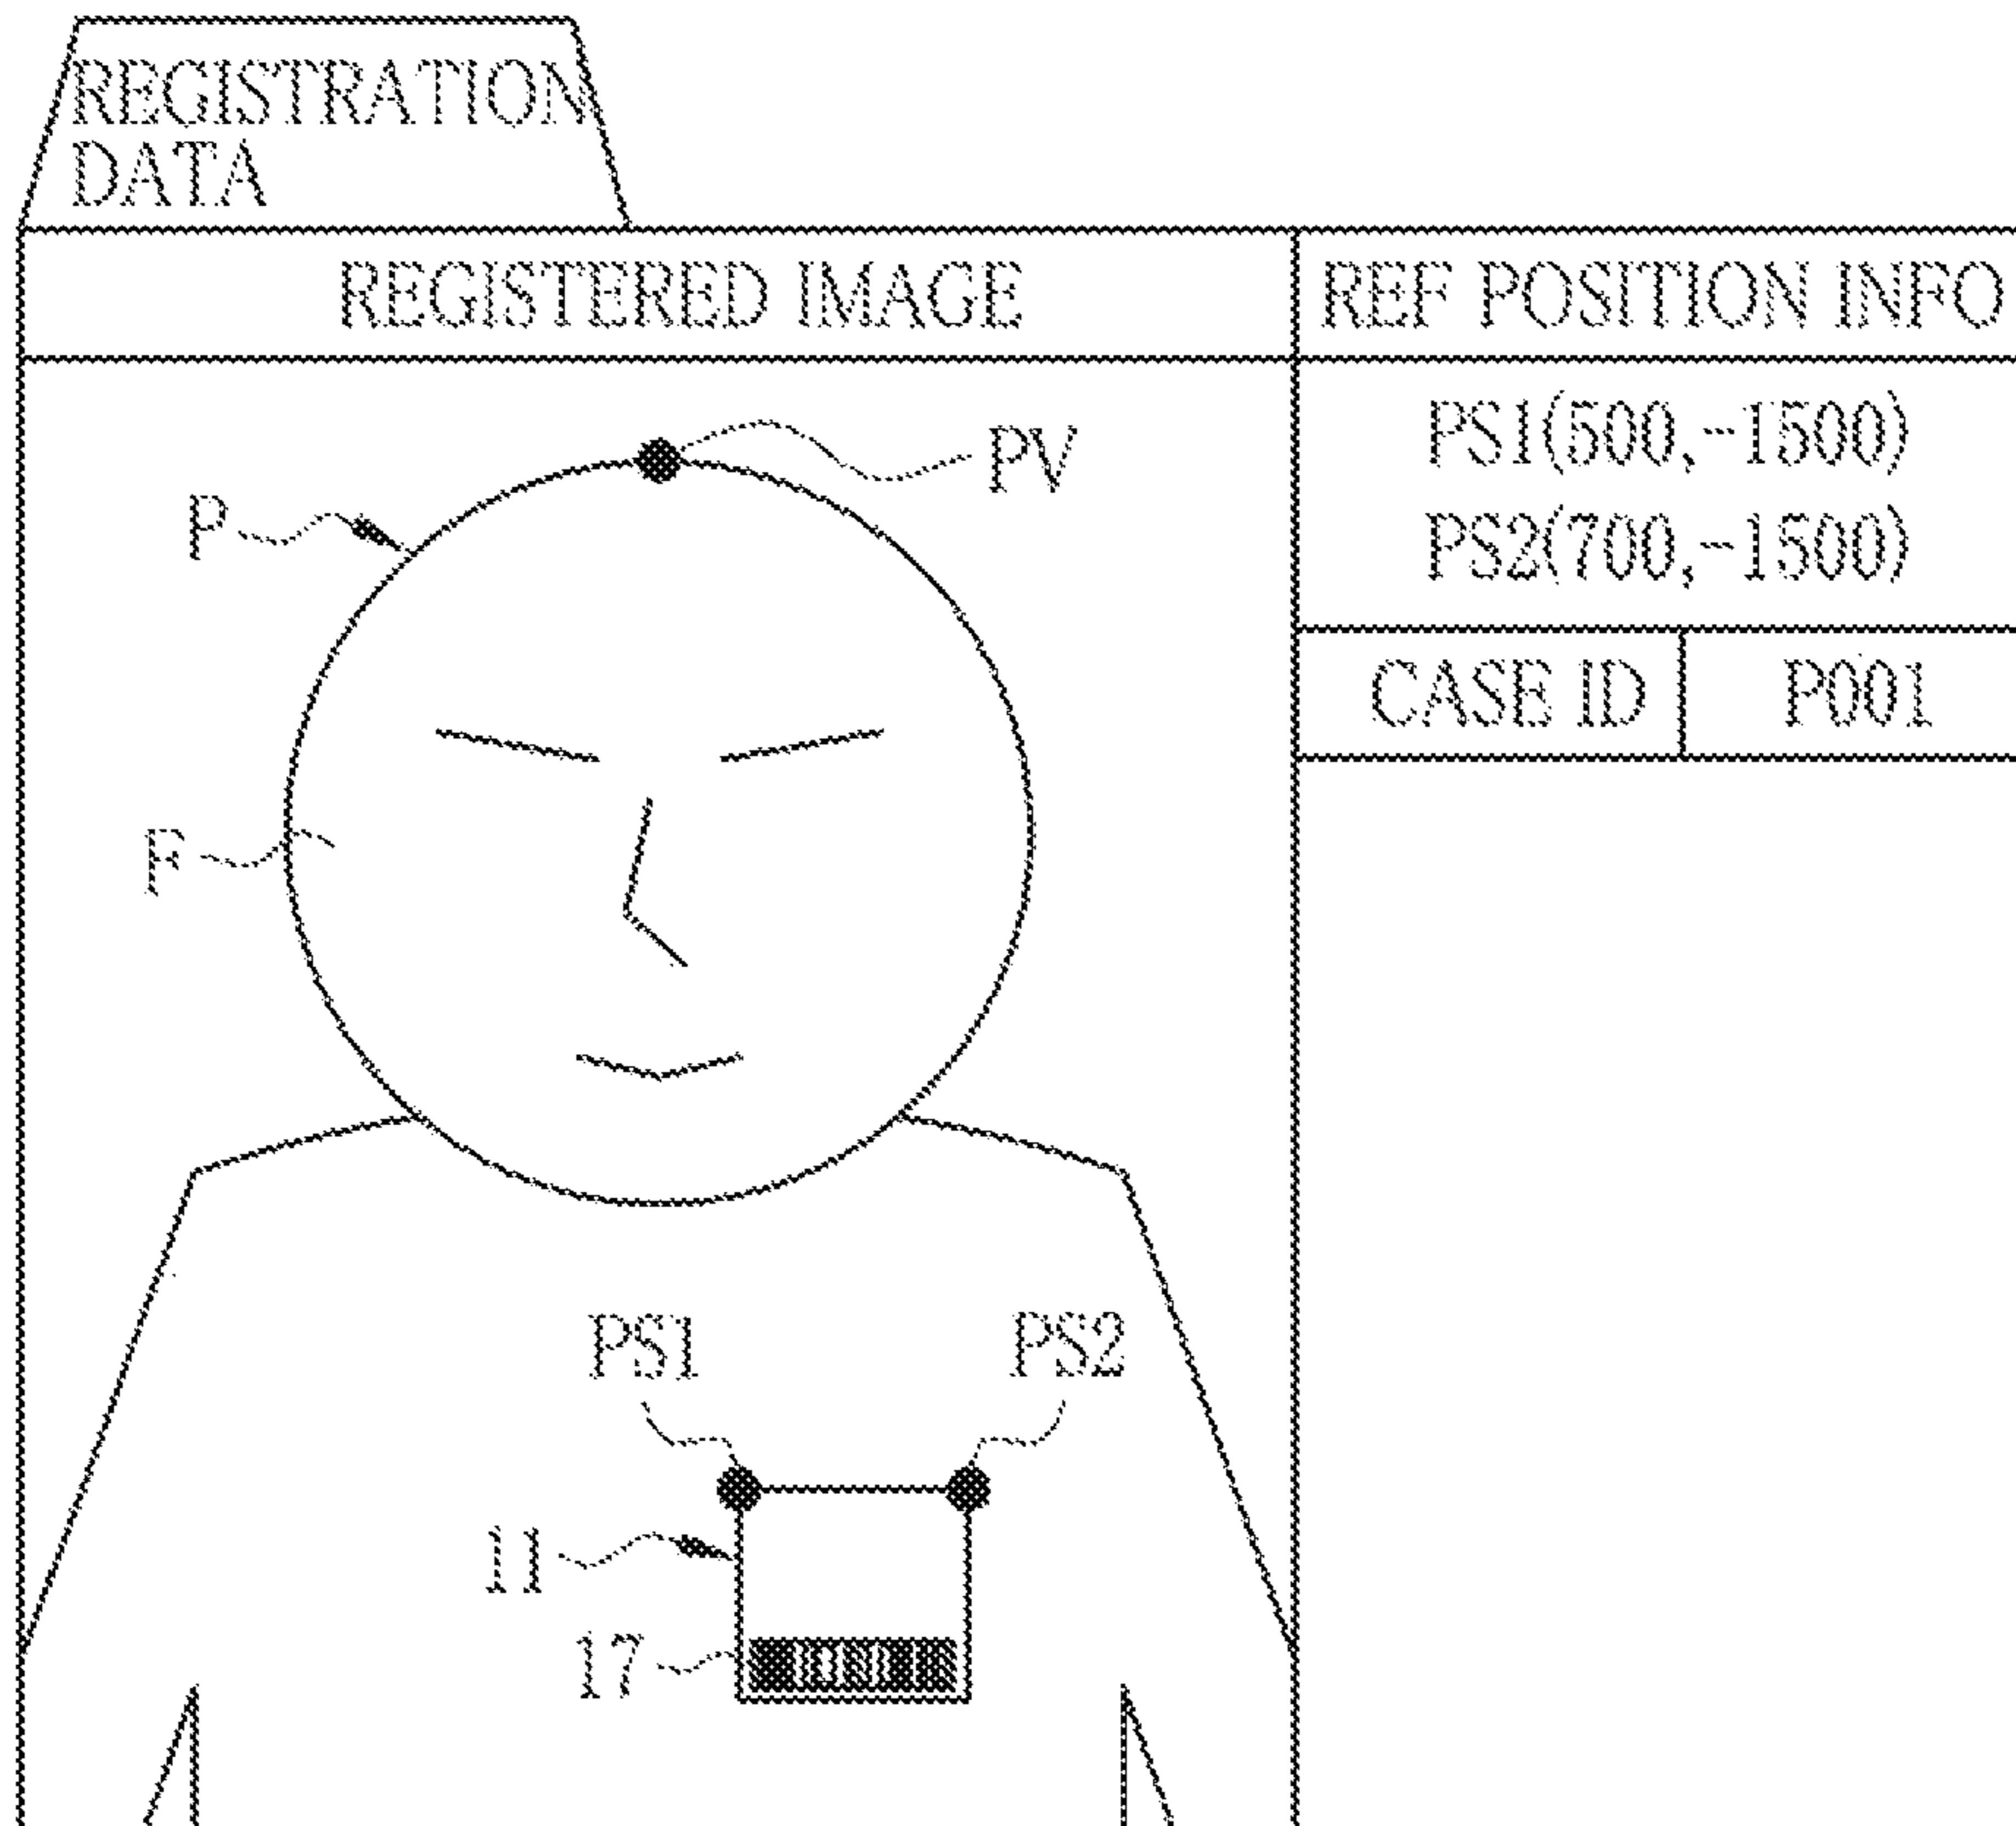 REGISTRATION
DATA
REGISTERED IMAGE
REF POSITION INFO
PV
P
F
PS1
PS2
11
17
PS1(500,-1500)
PS2(700,-1500)
CASE ID
P001